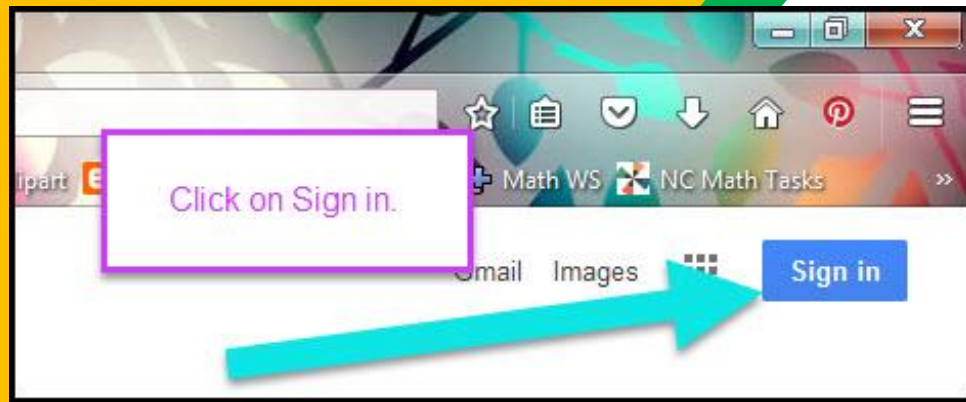 ipart
Math WS NC Math Tasks »
Click on Sign in.
Gmail Images Sign in